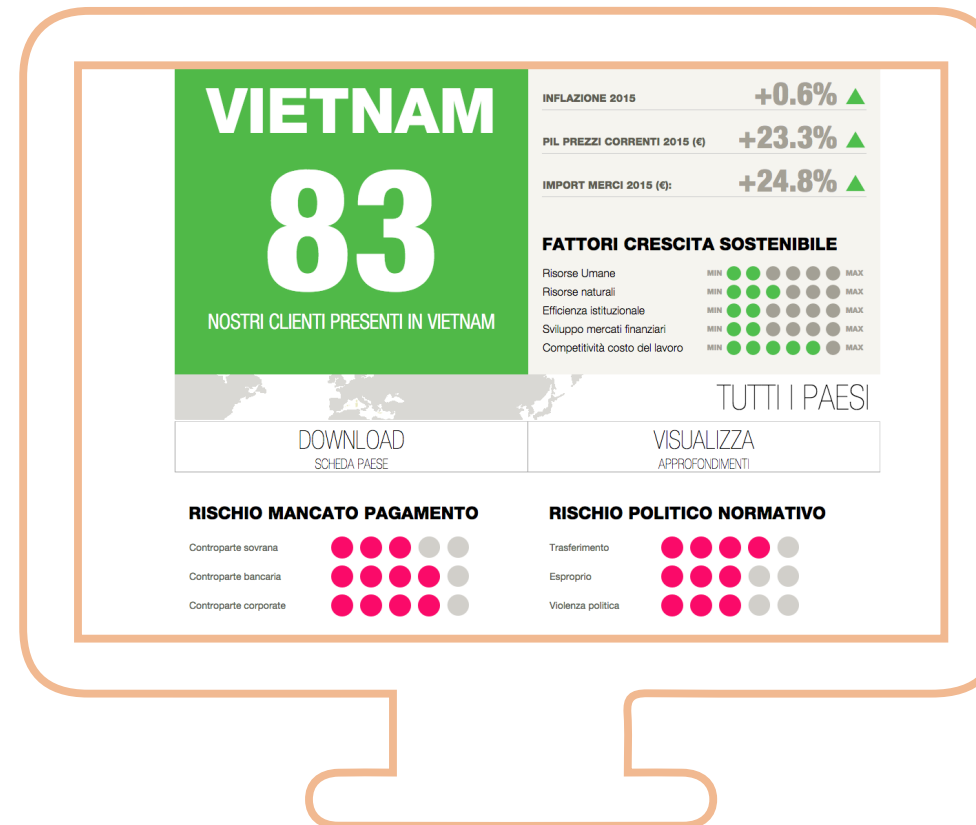 VIETNAM
83
NOSTRI CLIENTI PRESENTI IN VIETNAM
INFLAZIONE 2015 +0.6%
PIL PREZZI CORRENTI 2015 (€) +23.3%
IMPORT MERCI 2015 (€): +24.8%
FATTORI CRESCITA SOSTENIBILE
Risorse Umane MIN MAX
Risorse naturali MIN MAX
Efficienza istituzionale MIN MAX
Sviluppo mercati finanziari MIN MAX
Competitività costo del lavoro MIN MAX
TUTTI I PAESI
DOWNLOAD
SCHEDA PAESE
VISUALIZZA
APPROFONDIMENTI
RISCHIO MANCATO PAGAMENTO
Controparte sovrana
Controparte bancaria
Controparte corporate
RISCHIO POLITICO NORMATIVO
Trasferimento
Esproprio
Violenza politica